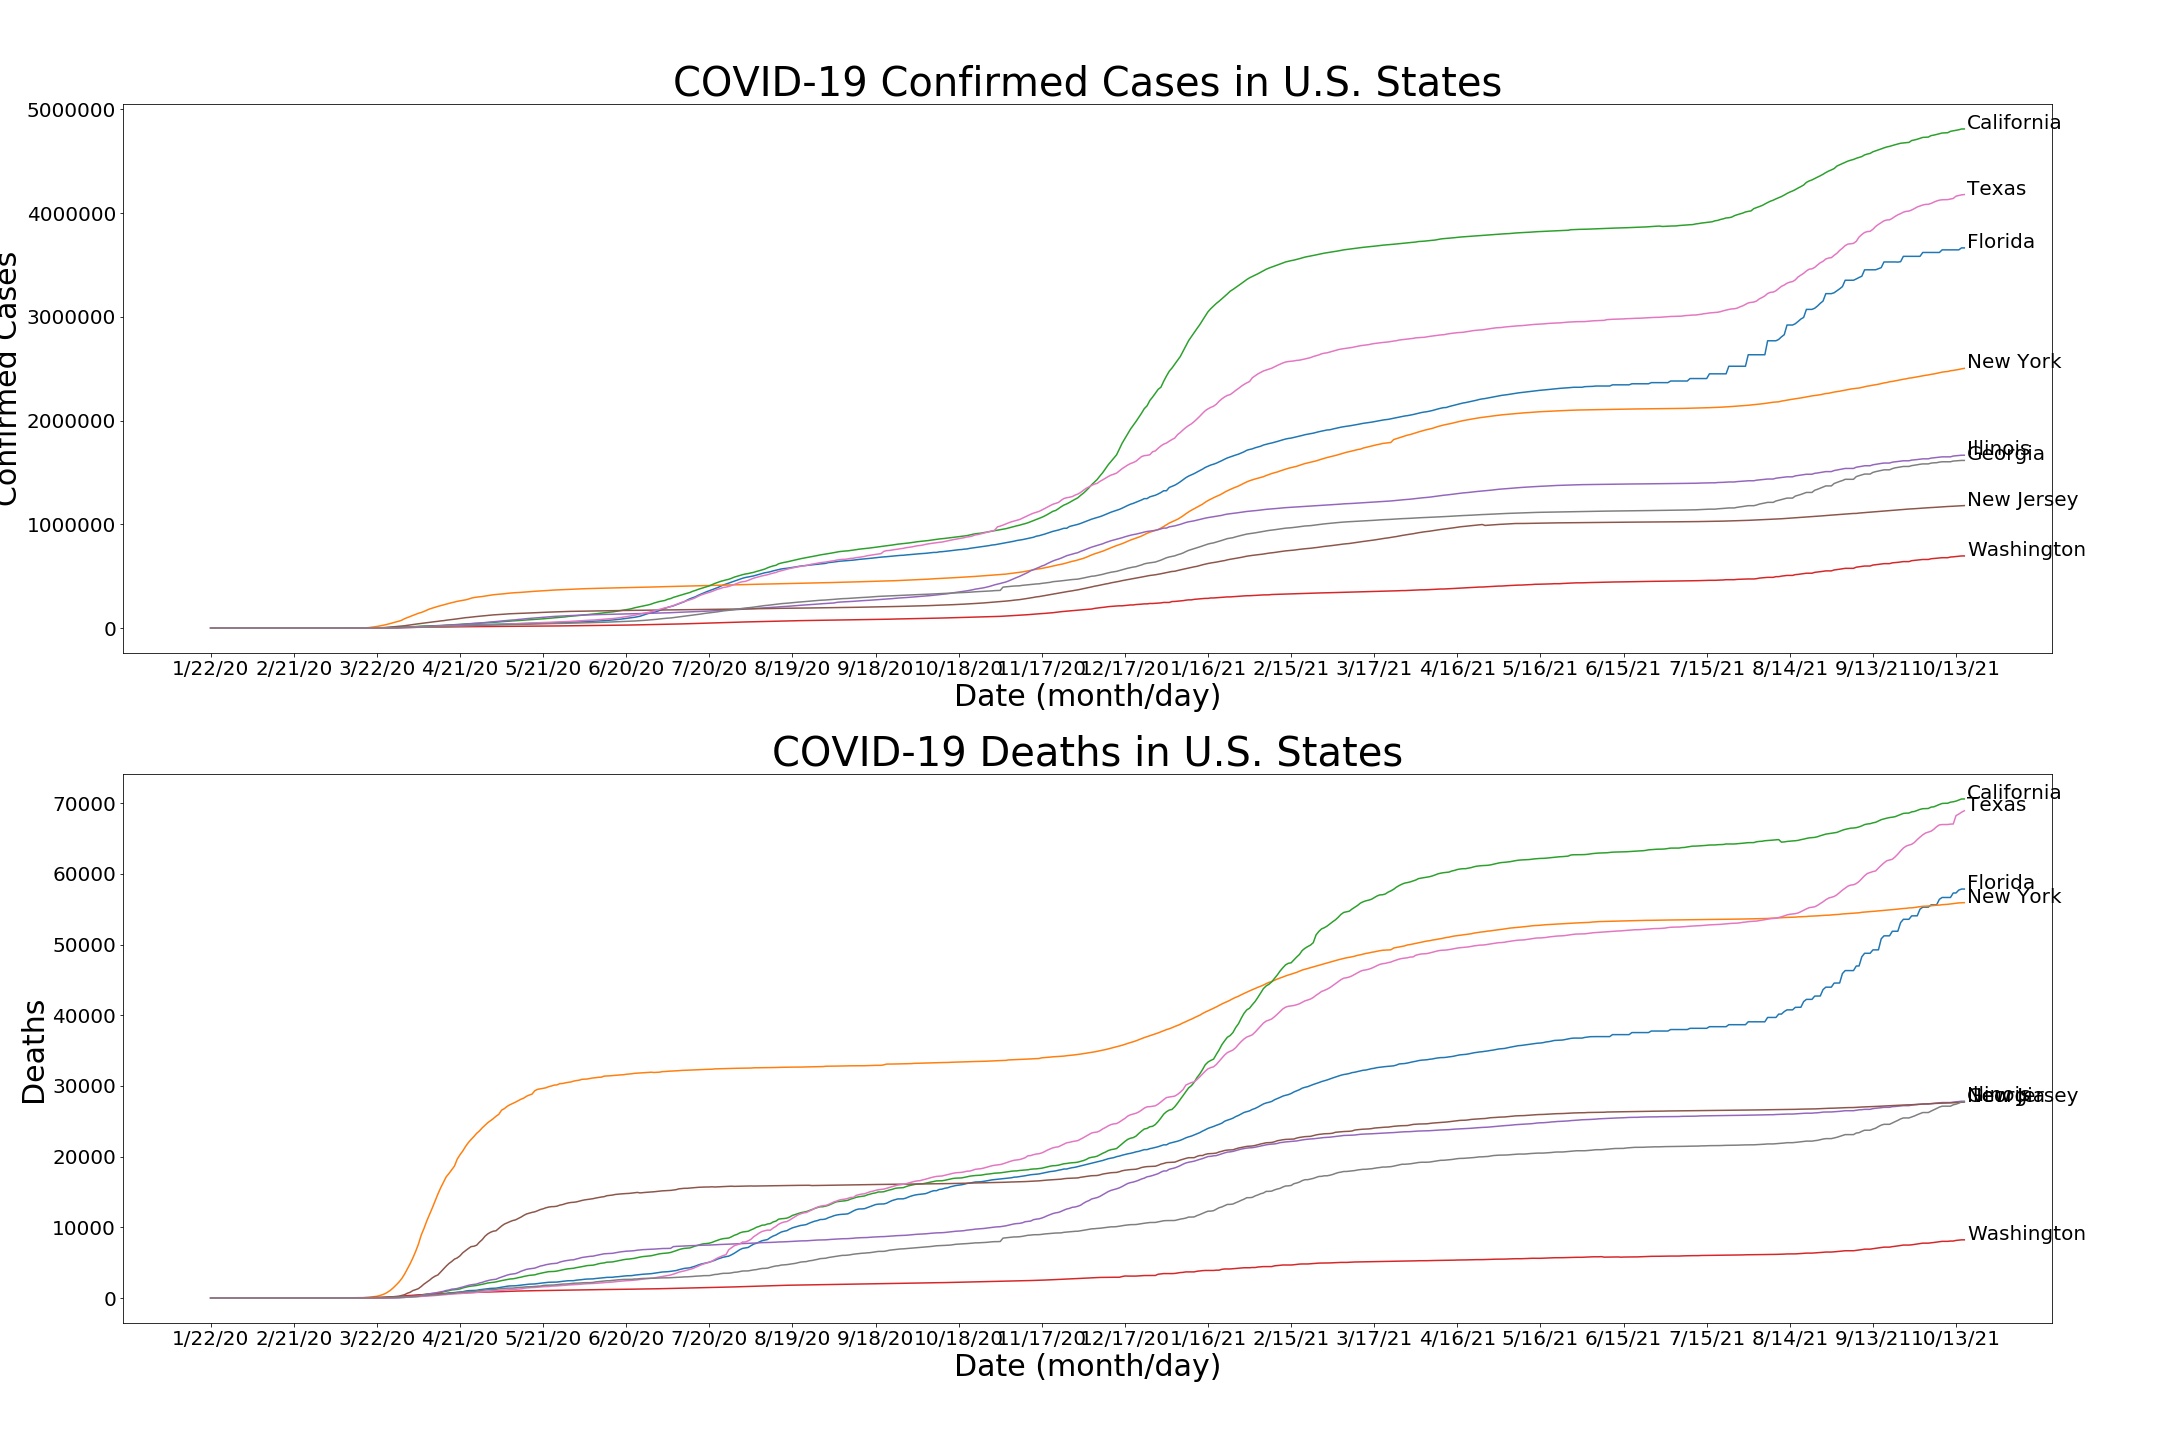 COVID-19 Confirmed Cases in U.S. States
Confirmed Cases
5000000
4000000
3000000
2000000
1000000
0
California
Texas
Florida
New York
Illinois
Georgia
New Jersey
Washington
1/22/20 2/21/20 3/22/20 4/21/20 5/21/20 6/20/20 7/20/20 8/19/20 9/18/20 10/18/20 11/17/20 12/17/20 1/16/21 2/15/21 3/17/21 4/16/21 5/16/21 6/15/21 7/15/21 8/14/21 9/13/21 10/13/21
Date (month/day)
COVID-19 Deaths in U.S. States
Deaths
70000
60000
50000
40000
30000
20000
10000
0
California
Texas
Florida
New York
Illinois
Georgia
New Jersey
Washington
1/22/20 2/21/20 3/22/20 4/21/20 5/21/20 6/20/20 7/20/20 8/19/20 9/18/20 10/18/20 11/17/20 12/17/20 1/16/21 2/15/21 3/17/21 4/16/21 5/16/21 6/15/21 7/15/21 8/14/21 9/13/21 10/13/21
Date (month/day)